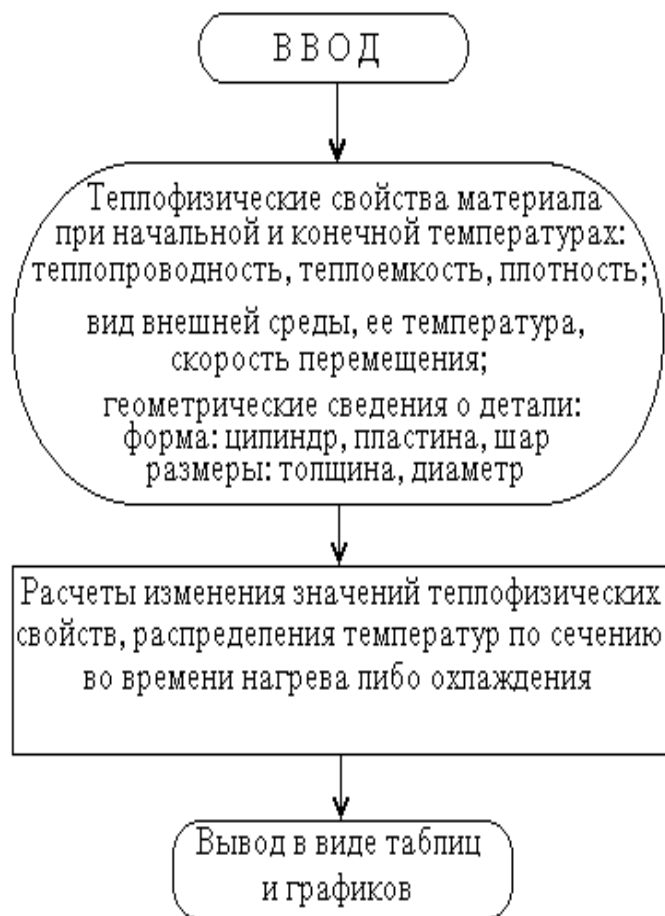 В В О Д
Теплофизические свойства материала
при начальной и конечной температурах:
теплопроводность, теплоемкость, плотность;
вид внешней среды, ее температура,
скорость перемещения;
геометрические сведения о детали:
форма: цилиндр, пластина, шар
размеры: толщина, диаметр
Расчеты изменения значений теплофизических
свойств, распределения температур по сечению
во времени нагрева либо охлаждения
Вывод в виде таблиц
и графиков